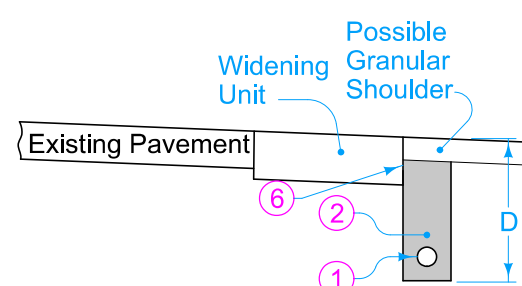 Possible
Granular
Shoulder
Widening
Unit
Existing Pavement
6
2
D
1